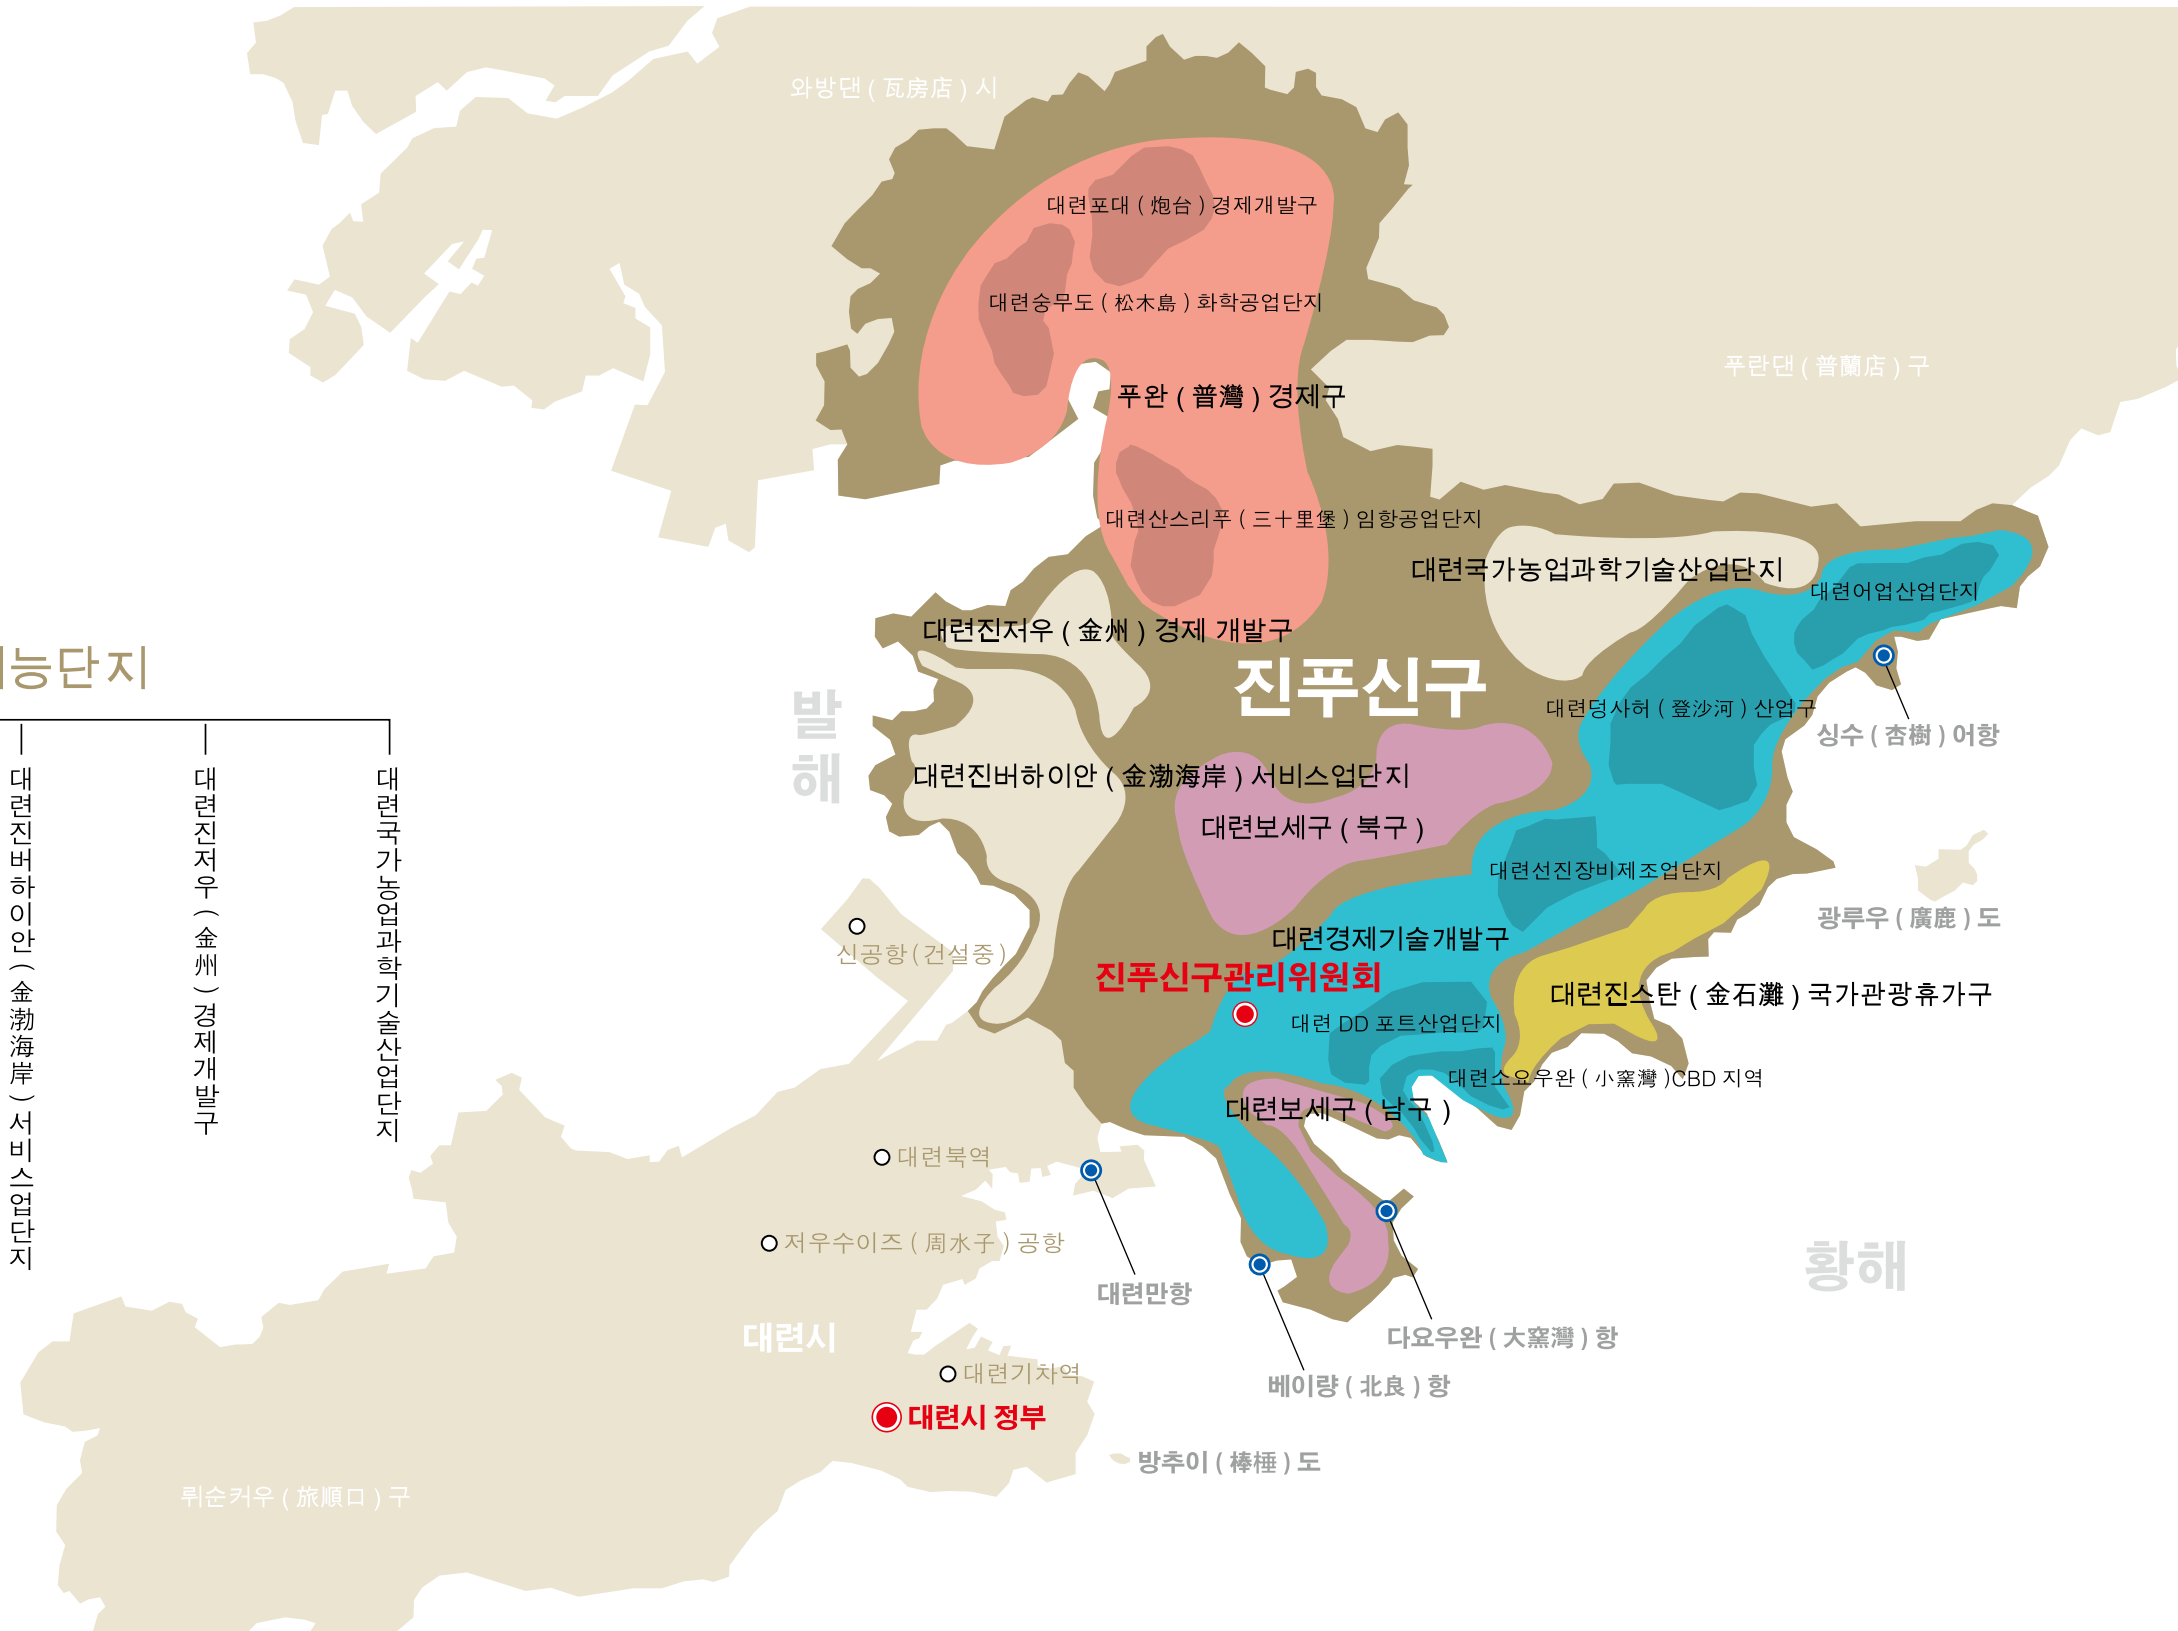 와방댄 ( 瓦房店 ) 시
대련포대 ( 炮台 ) 경제개발구
대련숭무도 ( 松木島 ) 화학공업단지
푸란댄 ( 普蘭店 ) 구
푸완 ( 普灣 ) 경제구
대련산스리푸 ( 三十里堡 ) 임항공업단지
대련국가농업과학기술산업단지
대련어업산업단지
대련진저우 ( 金州 ) 경제 개발구
진푸신구
능단지
발해
대련덩사허 ( 登沙河 ) 산업구
싱수 ( 杏樹 ) 어항
대련진버하이안 ( 金渤海岸 ) 서비스업단지
대련보세구 ( 북구 )
대련진버하이안 ( 金渤海岸 ) 서비스업단지
대련진저우 ( 金州 ) 경제개발구
대련국가농업과학기술산업단지
대련선진장비제조업단지
광루우 ( 廣鹿 ) 도
대련경제기술개발구
신공항 (건설중)
진푸신구관리위원회
대련진스탄 ( 金石灘 ) 국가관광휴가구
대련 DD 포트산업단지
대련소요우완 ( 小窯灣 )CBD 지역
대련보세구 ( 남구 )
대련북역
저우수이즈 ( 周水子 ) 공항
황해
대련만항
대련시
다요우완 ( 大窯灣 ) 항
대련기차역
베이량 ( 北良 ) 항
대련시 정부
방추이 ( 棒棰 ) 도
뤼순커우 ( 旅順口 ) 구